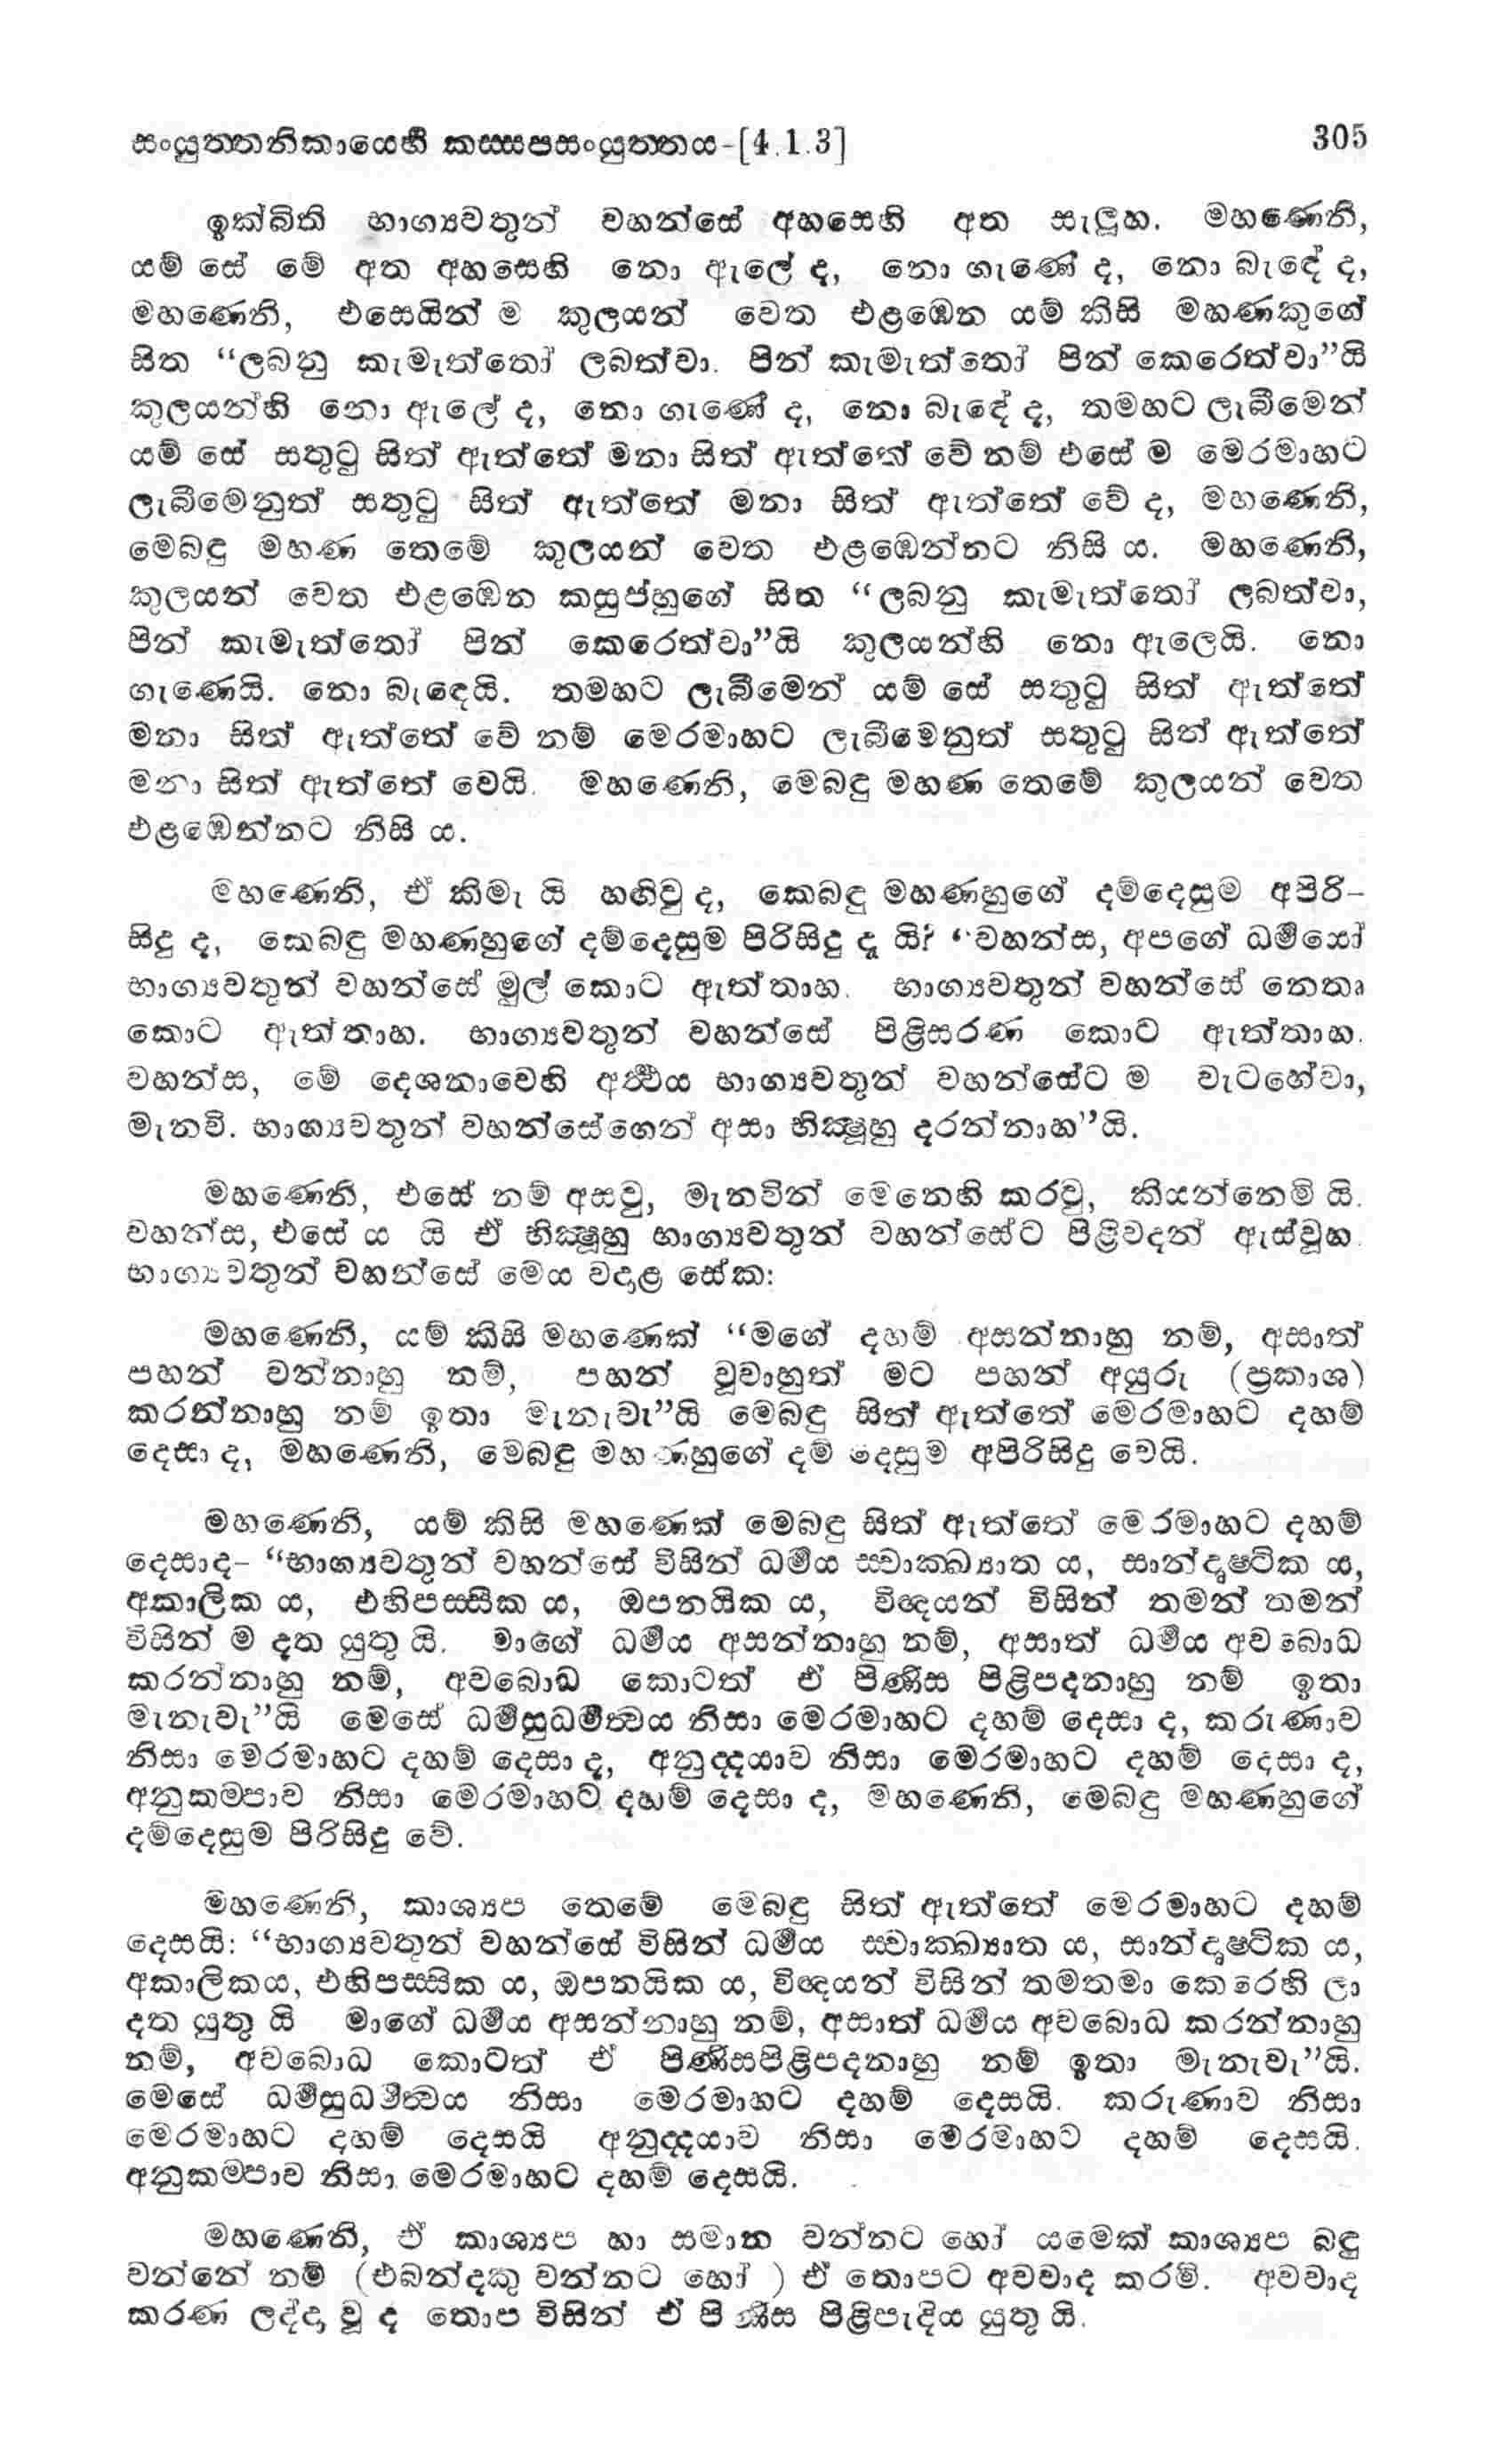 සංයුත්තනිකායෙහි කස්සපසංයුත්තය-[4.1.3] 305
ඉක්බිති භාග්‍යවතුන් වහන්සේ අහසෙහි අත සැලූහ. මහණෙනි,
යම් සේ මේ අත අහසෙහි නො ඇලේ ද, නො ගැණේ ද, නො බැඳේ ද,
මහණෙනි, එසෙයින් ම කුලයන් වෙත එළඹෙන යම් කිසි මහණකුගේ
සිත “ලබනු කැමැත්තෝ ලබත්වා. පින් කැමැත්තෝ පින් කෙරෙත්වා”යි
කුලයන්හි නො ඇලේ ද, නො ගැණේ ද, නො බැඳේ ද, තමහට ලැබීමෙන්
යම් සේ සතුටු සිත් ඇත්තේ මනා සිත් ඇත්තේ වේ නම් එසේ ම මෙරමාහට
ලැබීමෙනුත් සතුටු සිත් ඇත්තේ මනා සිත් ඇත්තේ වේ ද, මහණෙනි,
මෙබඳු මහණ තෙමේ කුලයන් වෙත එළඹෙන්නට නිසි ය. මහණෙනි,
කුලයන් වෙත එළඹෙන කසුප්හුගේ සිත “ලබනු කැමැත්තෝ ලබත්වා,
පින් කැමැත්තෝ පින් කෙරෙත්වා”යි කුලයන්හි නො ඇලෙයි. නො
ගැණෙයි. නො බැඳෙයි. තමහට ලැබීමෙන් යම් සේ සතුටු සිත් ඇත්තේ
මනා සිත් ඇත්තේ වේ නම් මෙරමාහට ලැබීමෙනුත් සතුටු සිත් ඇත්තේ
මනා සිත් ඇත්තේ වෙයි. මහණෙනි, මෙබඳු මහණ තෙමේ කුලයන් වෙත
එළඹෙන්නට නිසි ය.
මහණෙනි, ඒ කිමැ යි හඟිවු ද, කෙබඳු මහණහුගේ දම්දෙසුම අපිරි-
සිදු ද, කෙබඳු මහණහුගේ දම්දෙසුම පිරිසිදු දැ යි? “වහන්ස, අපගේ ධර්මයෝ
භාග්‍යවතුන් වහන්සේ මුල් කොට ඇත්තාහ. භාග්‍යවතුන් වහන්සේ නෙතෘ
කොට ඇත්තාහ. භාග්‍යවතුන් වහන්සේ පිළිසරණ කොට ඇත්තාහ.
වහන්ස, මේ දෙශනාවෙහි අර්ත්‍ථය භාග්‍යවතුන් වහන්සේට ම වැටහේවා,
මැනවි. භාග්‍යවතුන් වහන්සේගෙන් අසා භික්‍ෂූහු දරන්නාහ”යි.
මහණෙනි, එසේ නම් අසවු, මැනවින් මෙනෙහි කරවු, කියන්නෙමි යි.
වහන්ස, එසේ ය යි ඒ භික්‍ෂූහු භාග්‍යවතුන් වහන්සේට පිළිවදන් ඇස්වූහ.
භාග්‍යවතුන් වහන්සේ මෙය වදාළ සේක:
මහණෙනි, යම් කිසි මහණෙක් “මගේ දහම් අසන්නාහු නම්, අසාත්
පහන් වන්නාහු නම්, පහන් වූවාහුත් මට පහන් අයුරු (ප්‍රකාශ)
කරන්නාහු නම් ඉතා මැනැවැ”යි මෙබඳු සිත් ඇත්තේ මෙරමාහට දහම්
දෙසා ද, මහණෙනි, මෙබඳු මහණහුගේ දම් දෙසුම අපිරිසිදු වෙයි.
මහණෙනි, යම් කිසි මහණෙක් මෙබඳු සිත් ඇත්තේ මෙරමාහට දහම්
දෙසාද- “භාග්‍යවතුන් වහන්සේ විසින් ධර්මය ස්වාක්ඛ්‍යාත ය, සාන්දෘෂ්ටික ය,
අකාලික ය, එහිපස්සික ය, ඔපනයික ය, විඥයන් විසින් තමන් තමන්
විසින් ම දත යුතු යි. මාගේ ධර්මය අසන්නාහු නම්, අසාත් ධර්මය අවබොධ
කරන්නාහු නම්, අවබොධ කොටත් ඒ පිණිස පිළිපදනාහු නම් ඉතා
මැනැවැ”යි මෙසේ ධර්මසුධර්මත්‍වය නිසා මෙරමාහට දහම් දෙසා ද, කරුණාව
නිසා මෙරමාහට දහම් දෙසා ද, අනුද්දයාව නිසා මෙරමාහට දහම් දෙසා ද,
අනුකම්පාව නිසා මෙරමාහට දහම් දෙසා ද, මහණෙනි, මෙබඳු මහණහුගේ
දම්දෙසුම පිරිසිදු වේ.
මහණෙනි, කාශ්‍යප තෙමේ මෙබඳු සිත් ඇත්තේ මෙරමාහට දහම්
දෙසයි: “භාග්‍යවතුන් වහන්සේ විසින් ධර්මය ස්වාක්ඛ්‍යාත ය, සාන්දෘෂ්ටික ය,
අකාලිකය, එහිපස්සික ය, ඔපනයික ය, විඥයන් විසින් තමතමා කෙරෙහි ලා
දත යුතු යි මාගේ ධර්මය අසන්නාහු නම්, අසාත් ධර්මය අවබොධ කරන්නාහු
නම්, අවබොධ කොටත් ඒ පිණිසපිළිපදනාහු නම් ඉතා මැනැවැ”යි.
මෙසේ ධර්මසුධර්මත්‍වය නිසා මෙරමාහට දහම් දෙසයි. කරුණාව නිසා
මෙරමාහට දහම් දෙසයි අනුද්දයාව නිසා මෙරමාහට දහම් දෙසයි.
අනුකම්පාව නිසා මෙරමාහට දහම් දෙසයි.
මහණෙනි, ඒ කාශ්‍යප හා සමාන වන්නට හෝ යමෙක් කාශ්‍යප බඳු
වන්නේ නම් (එබන්දකු වන්නට හෝ ) ඒ තොපට අවවාද කරමි. අවවාද
කරණ ලද්දා වූ ද තොප විසින් ඒ පිණිස පිළිපැදිය යුතු යි.